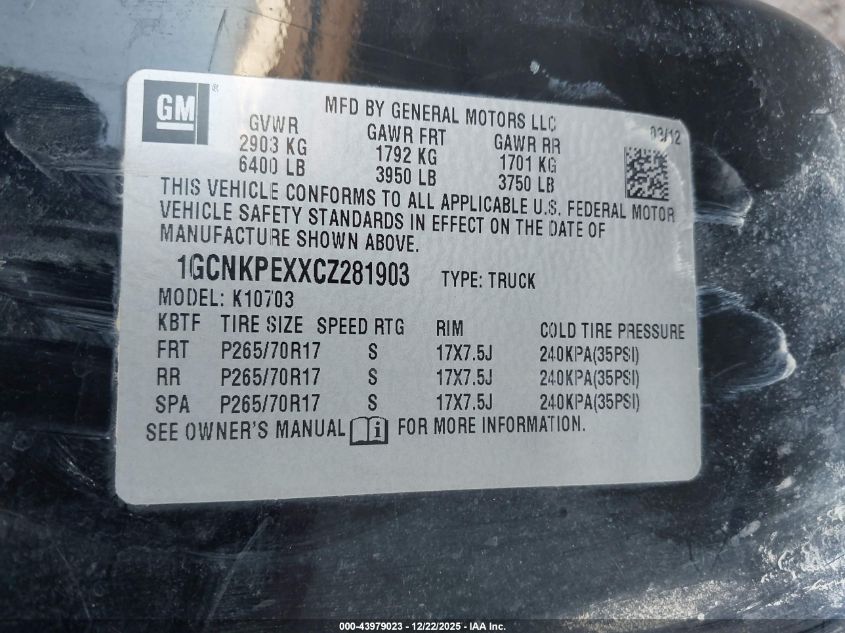 GM ®
MFD BY GENERAL MOTORS LLC
03/12
GVWR GAWR FRT GAWR RR
2903 KG 1792 KG 1701 KG
6400 LB 3950 LB 3750 LB
THIS VEHICLE CONFORMS TO ALL APPLICABLE U.S. FEDERAL MOTOR
VEHICLE SAFETY STANDARDS IN EFFECT ON THE DATE OF
MANUFACTURE SHOWN ABOVE.
1GCNKPEXXCZ281903 TYPE: TRUCK
MODEL: K10703
KBTF TIRE SIZE SPEED RTG RIM COLD TIRE PRESSURE
FRT P265/70R17 S 17X7.5J 240KPA(35PSI)
RR P265/70R17 S 17X7.5J 240KPA(35PSI)
SPA P265/70R17 S 17X7.5J 240KPA(35PSI)
SEE OWNER'S MANUAL i FOR MORE INFORMATION.
000-43979023 - 12/22/2025 - IAA Inc.